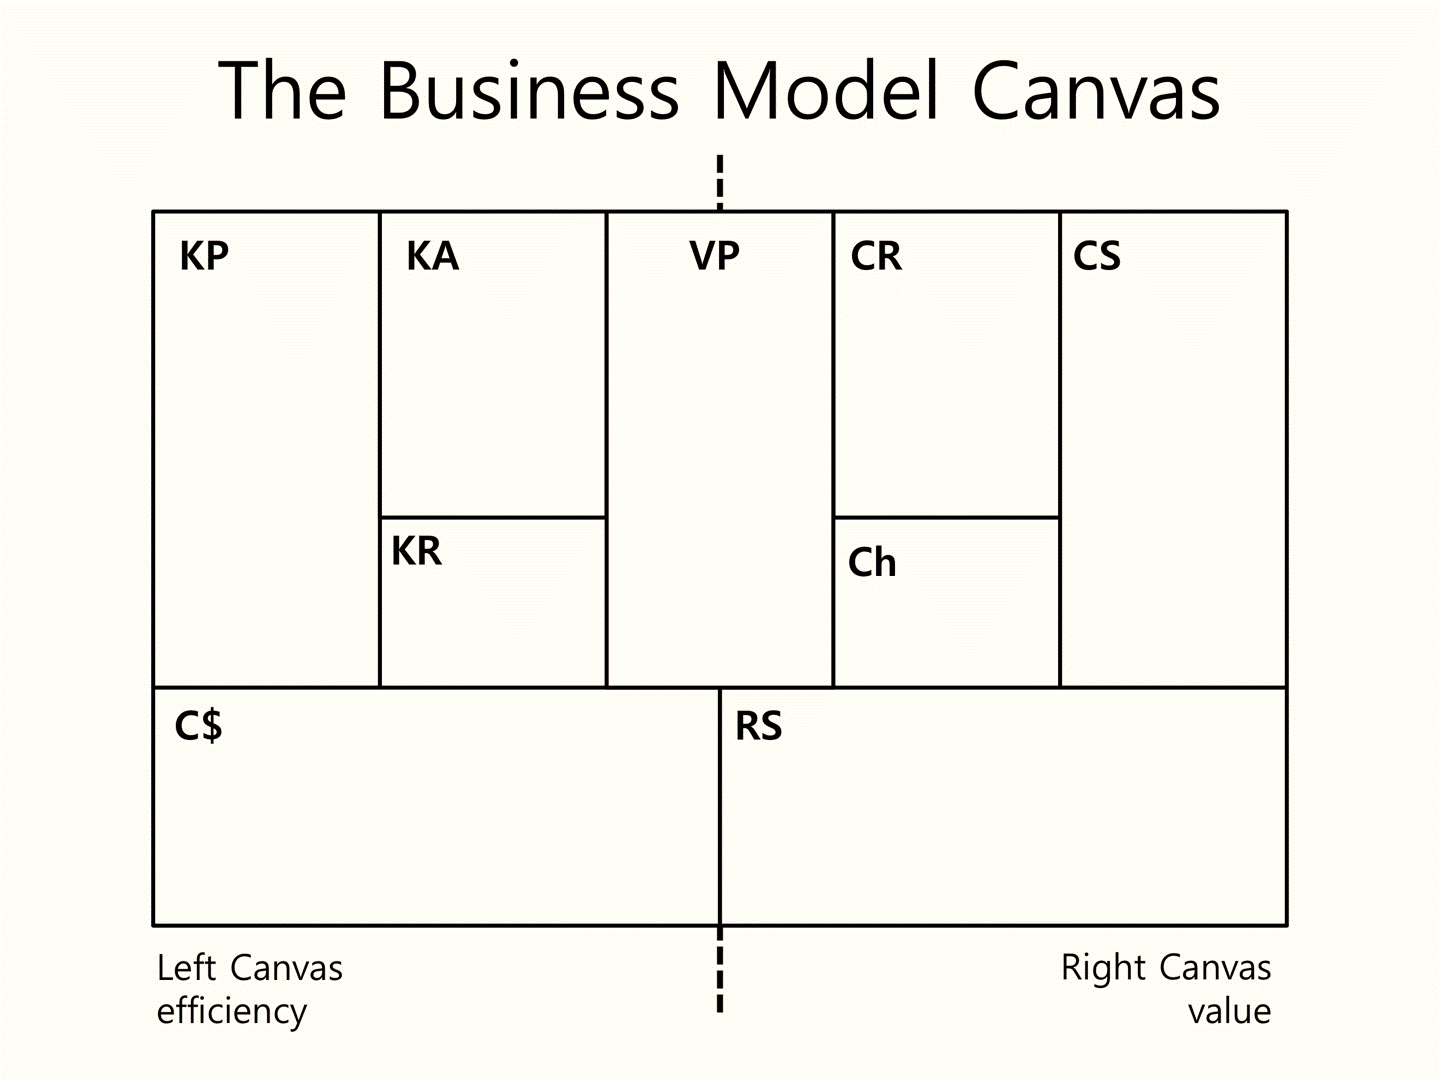 The Business Model Canvas
KP
KA
VP
CR
CS
KR
Ch
C$
RS
Left Canvas
efficiency
Right Canvas
value